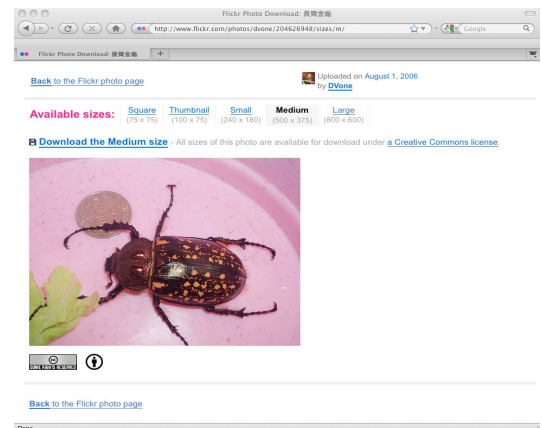 Flickr Photo Download: 長臂金龜
http://www.flickr.com/photos/dvone/204626948/sizes/m/
Google
Flickr Photo Download: 長臂金龜
Back to the Flickr photo page
Uploaded on August 1, 2006
by DVone
Available sizes:
Square
(75 x 75)
Thumbnail
(100 x 75)
Small
(240 x 180)
Medium
(500 x 375)
Large
(800 x 600)
Download the Medium size - All sizes of this photo are available for download under a Creative Commons license.
cc
SOME RIGHTS RESERVED
Back to the Flickr photo page
Done